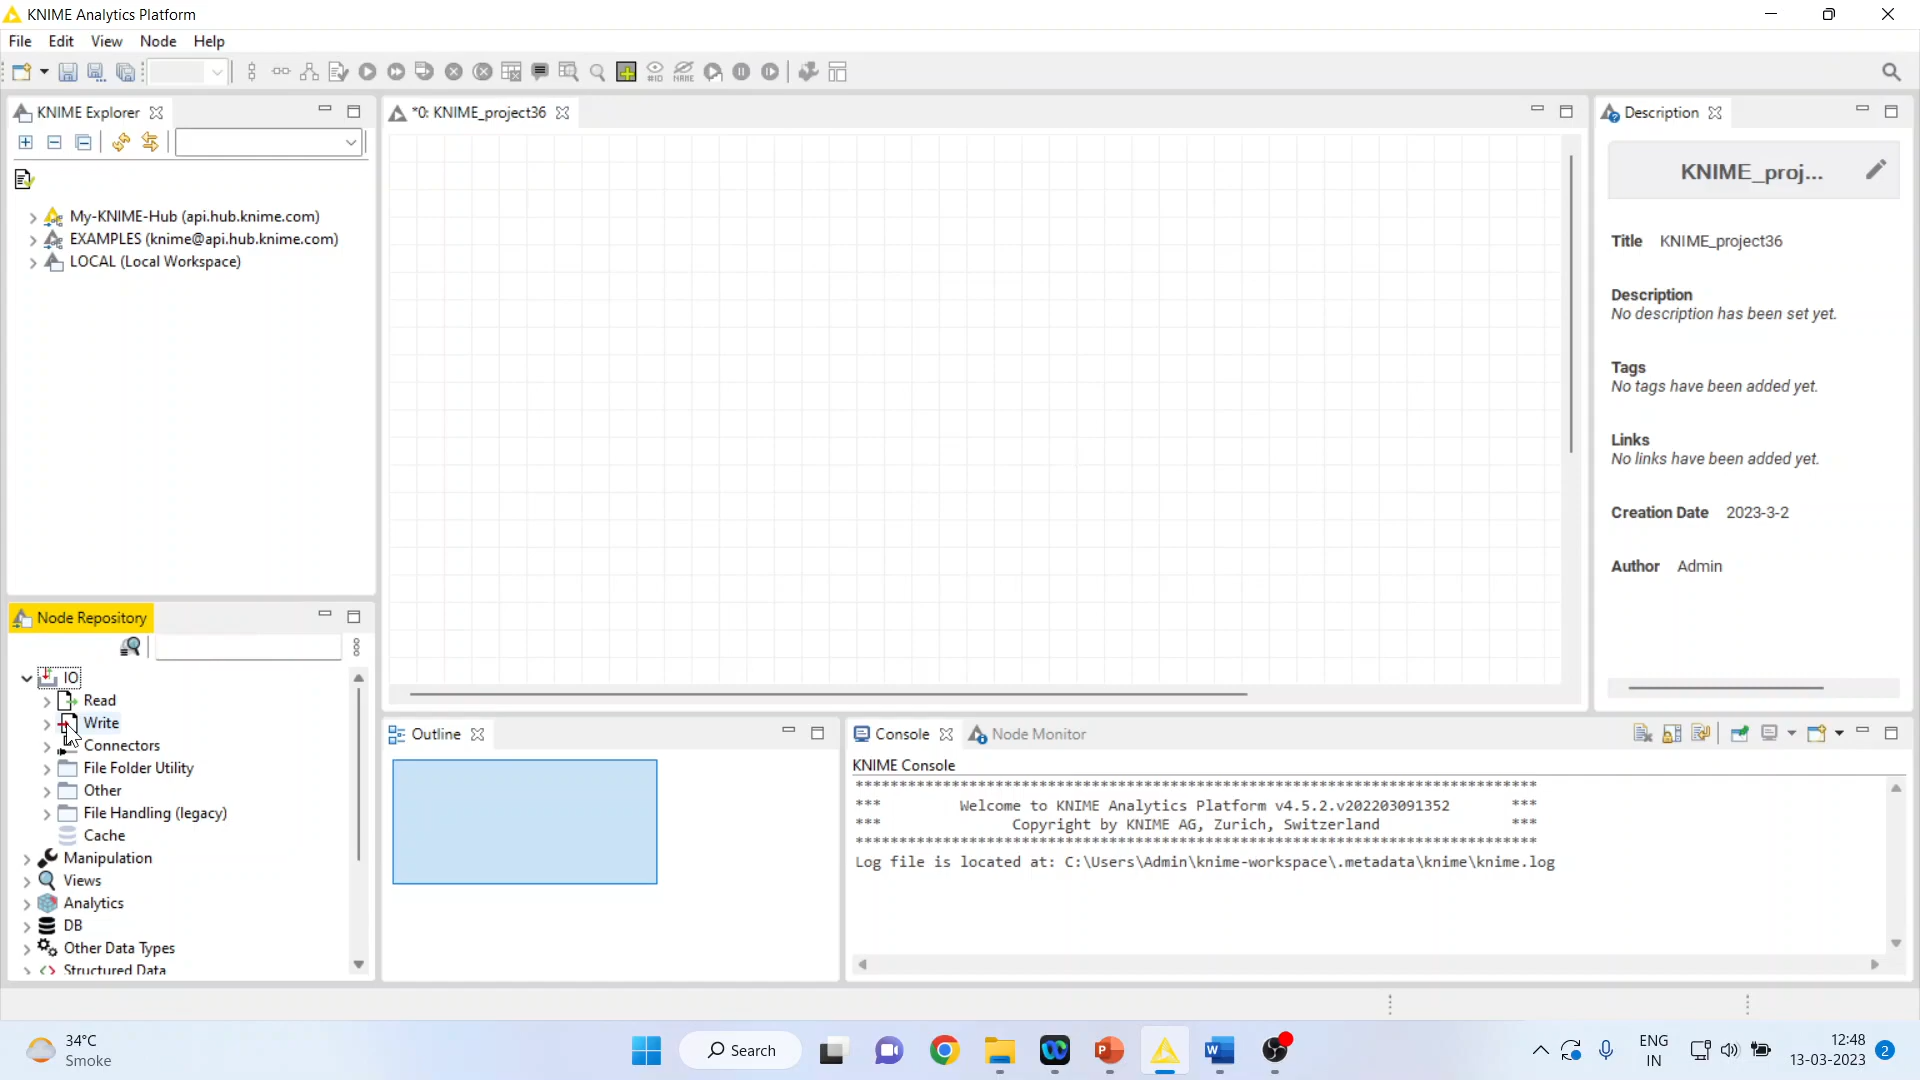 KNIME Analytics Platform
File Edit View Node Help
KNIME Explorer
My-KNIME-Hub (api.hub.knime.com)
EXAMPLES (knime@api.hub.knime.com)
LOCAL (Local Workspace)
*0: KNIME_project36
Description
KNIME_proj...
Title KNIME_project36
Description
No description has been set yet.
Tags
No tags have been added yet.
Links
No links have been added yet.
Creation Date 2023-3-2
Author Admin
Node Repository
IO
Read
Write
Connectors
File Folder Utility
Other
File Handling (legacy)
Cache
Manipulation
Views
Analytics
DB
Other Data Types
Structured Data
Outline
Console Node Monitor
KNIME Console
********************************************************************************
*** Welcome to KNIME Analytics Platform v4.5.2.v202203091352 ***
*** Copyright by KNIME AG, Zurich, Switzerland ***
********************************************************************************
Log file is located at: C:\Users\Admin\knime-workspace\.metadata\knime\knime.log
34°C
Smoke
Search
ENG
IN
12:48
13-03-2023
2